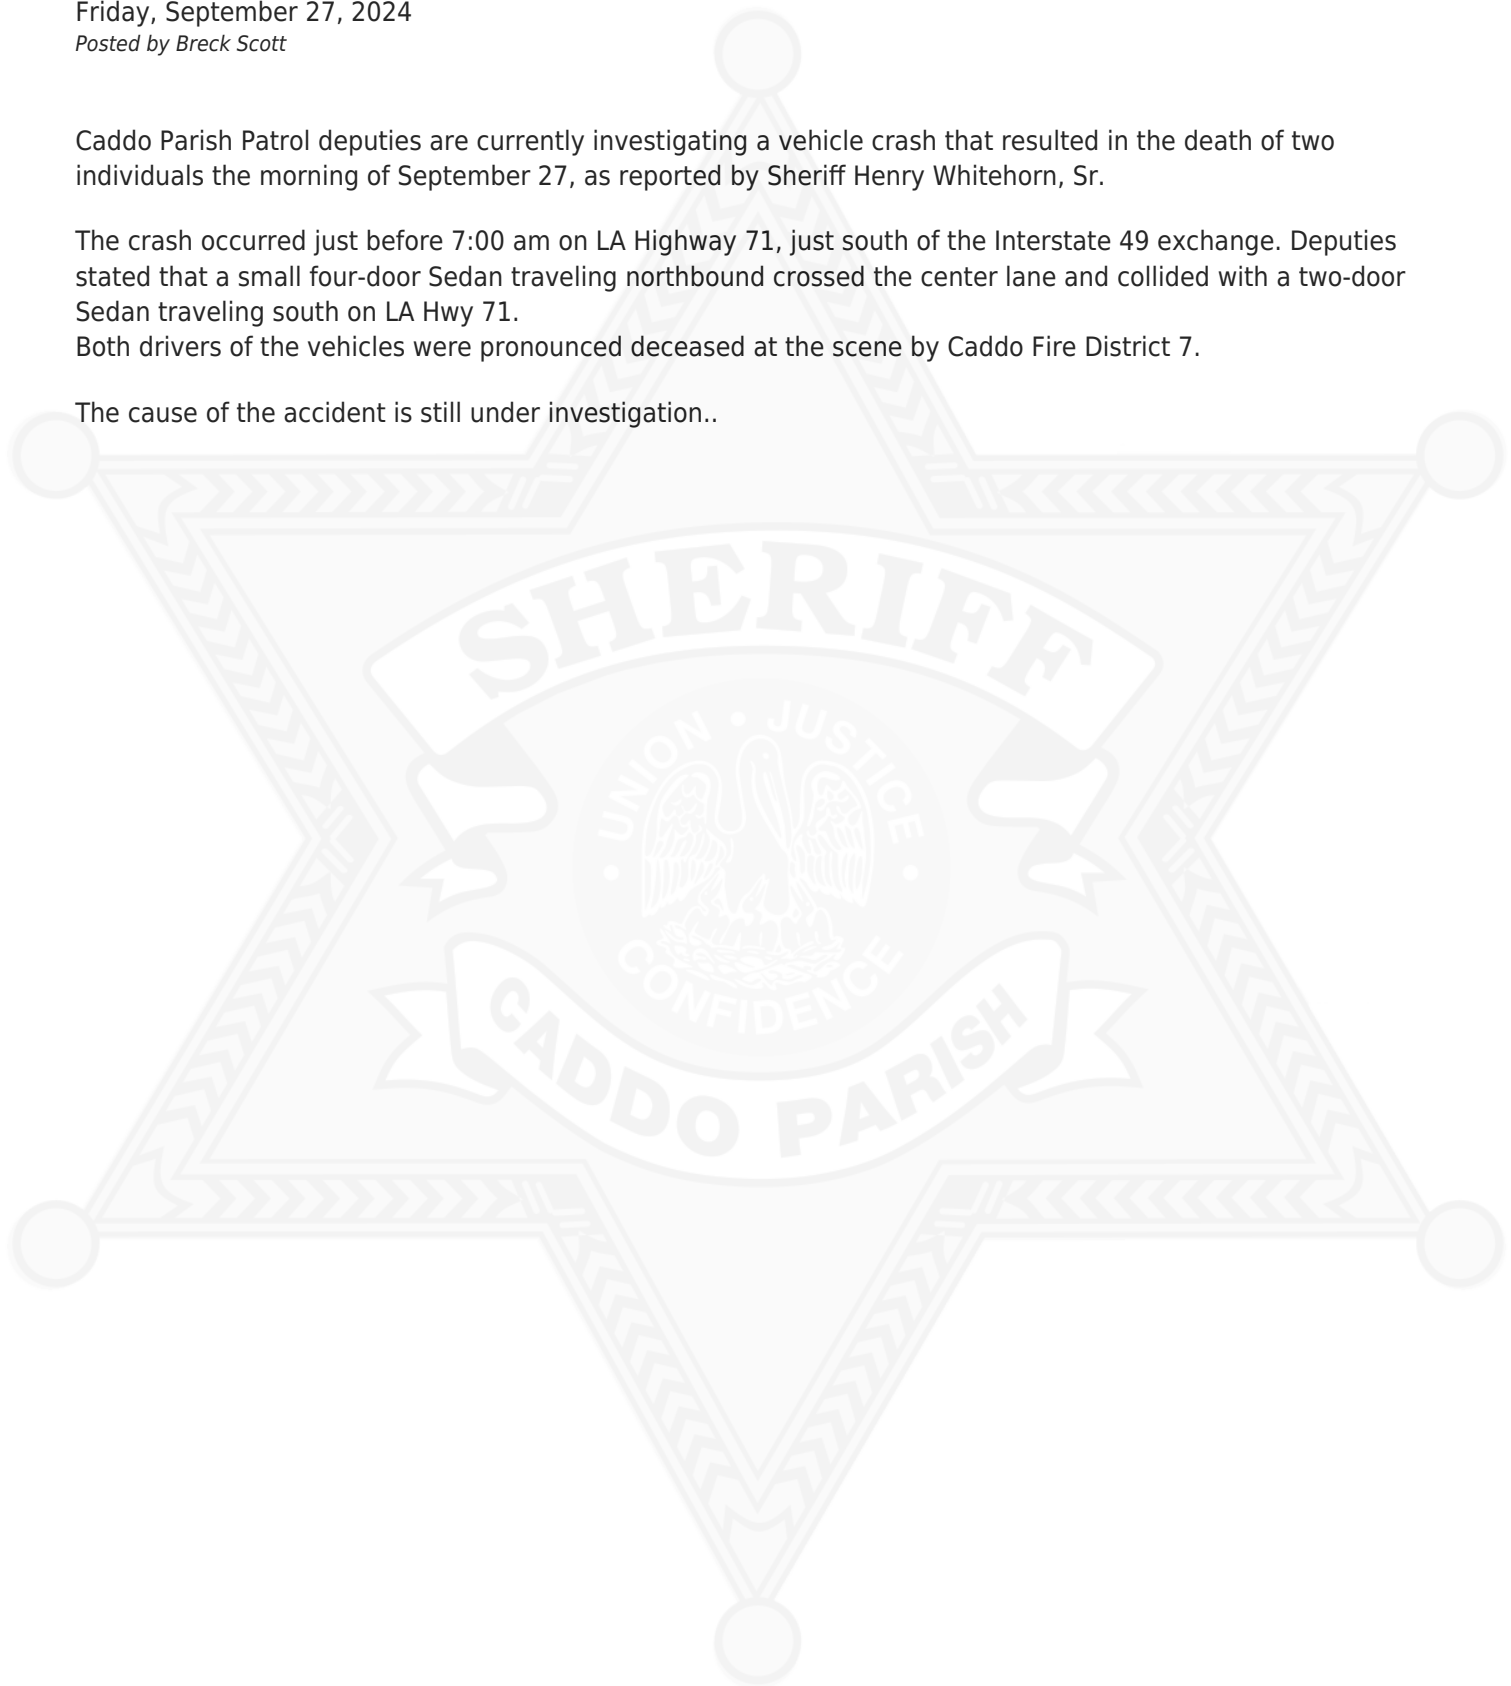 Friday, September 27, 2024
Posted by Breck Scott
Caddo Parish Patrol deputies are currently investigating a vehicle crash that resulted in the death of two
individuals the morning of September 27, as reported by Sheriff Henry Whitehorn, Sr.
The crash occurred just before 7:00 am on LA Highway 71, just south of the Interstate 49 exchange. Deputies
stated that a small four-door Sedan traveling northbound crossed the center lane and collided with a two-door
Sedan traveling south on LA Hwy 71.
Both drivers of the vehicles were pronounced deceased at the scene by Caddo Fire District 7.
The cause of the accident is still under investigation..
SHERIFF
UNION • JUSTICE
• CONFIDENCE •
CADDO PARISH